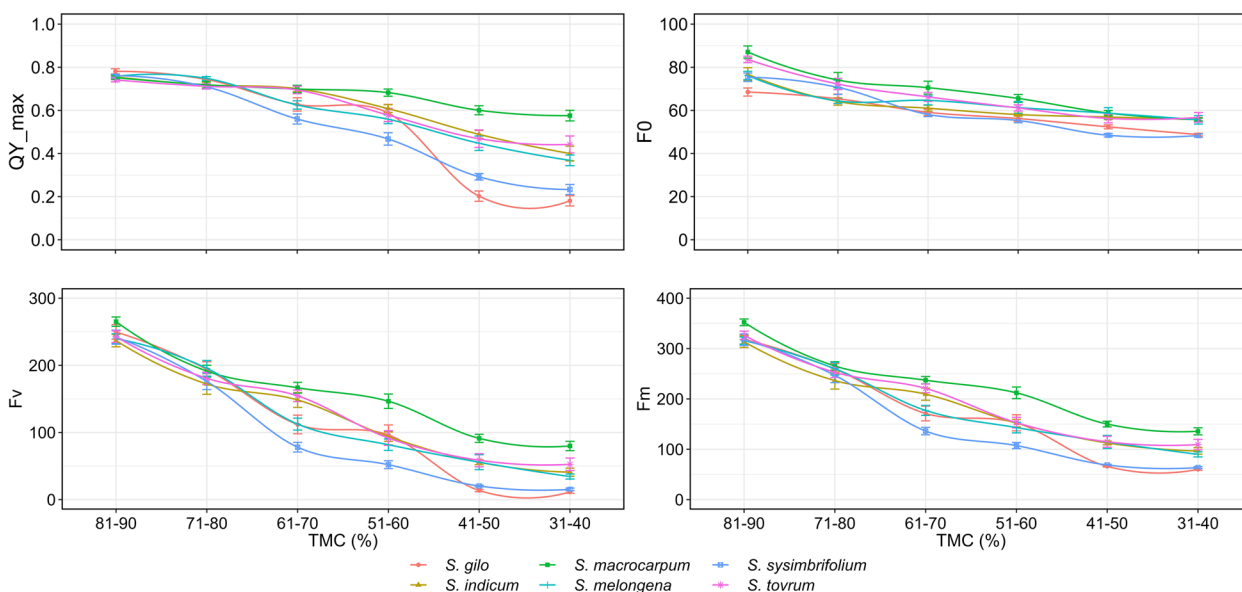 1.0
0.8
0.6
0.4
0.2
0.0
QY_max
100
80
60
40
20
0
F0
300
200
100
0
Fv
81-90 71-80 61-70 51-60 41-50 31-40
TMC (%)
400
300
200
100
0
Fm
81-90 71-80 61-70 51-60 41-50 31-40
TMC (%)
S. gilo S. macrocarpum S. sysimbrifolium
S. indicum S. melongena S. tovrum